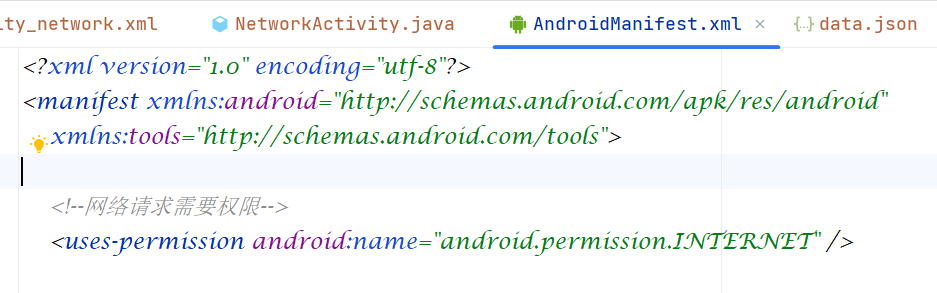 ity_network.xml NetworkActivity.java AndroidManifest.xml data.json
<?xml version="1.0" encoding="utf-8"?>
<manifest xmlns:android="http://schemas.android.com/apk/res/android"
xmlns:tools="http://schemas.android.com/tools">
<!--网络请求需要权限-->
<uses-permission android:name="android.permission.INTERNET" />